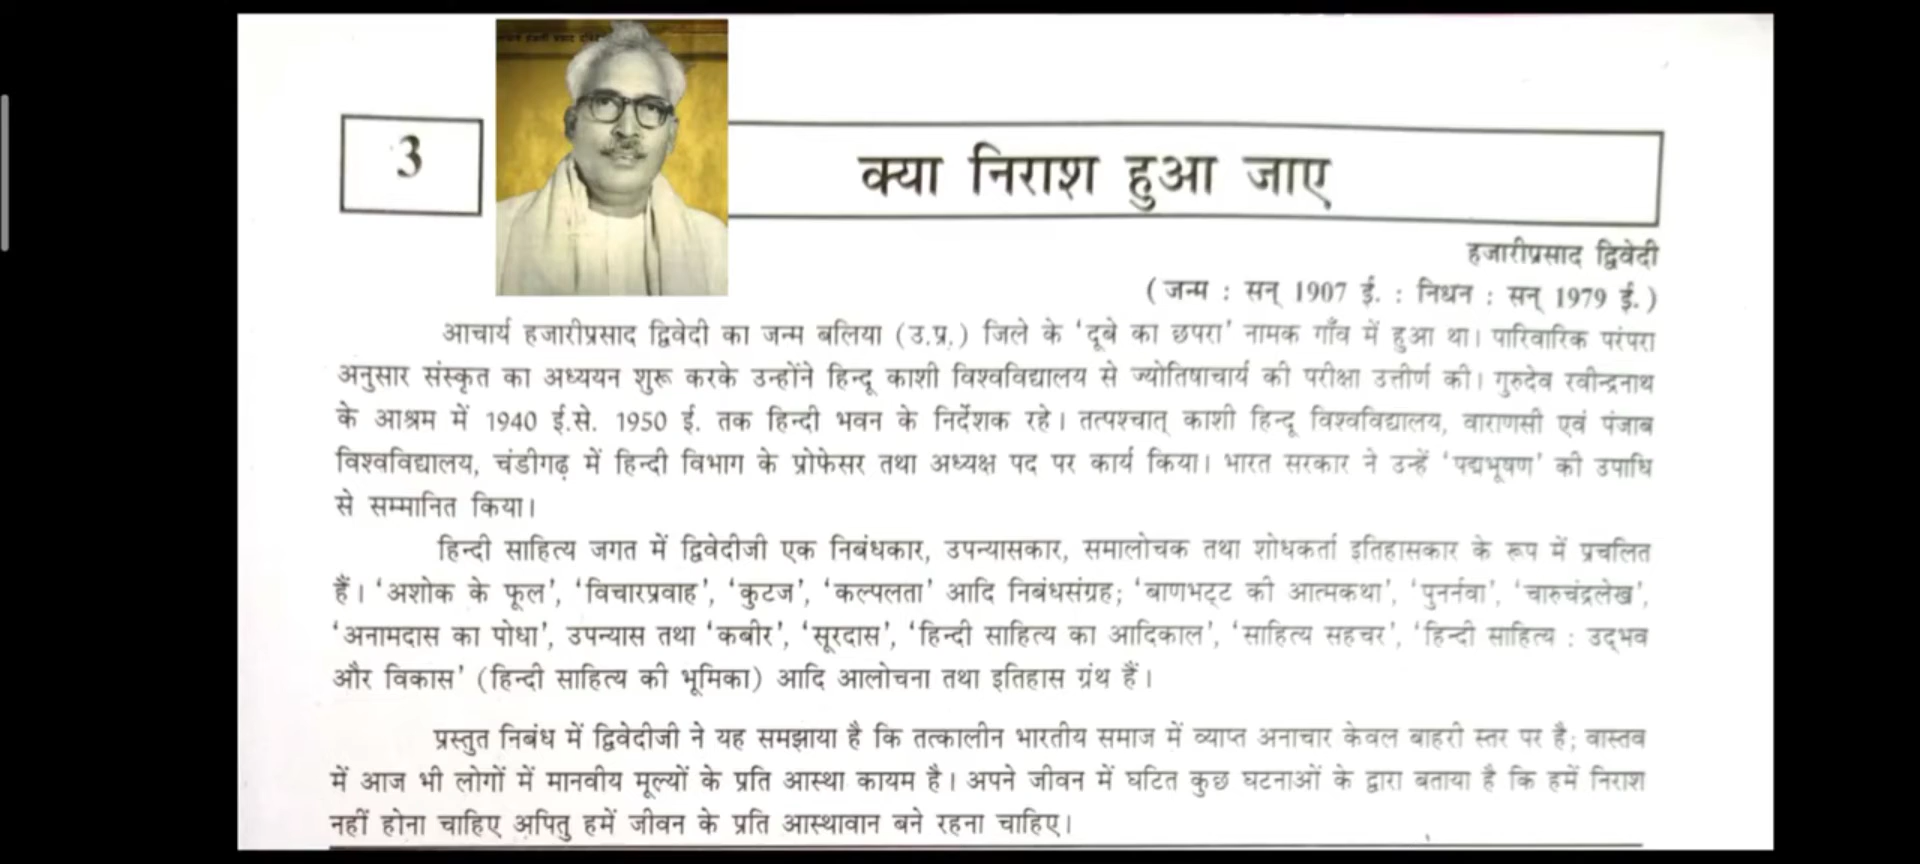 3
क्या निराश हुआ जाए
हजारीप्रसाद द्विवेदी
( जन्म : सन् 1907 ई. : निधन : सन् 1979 ई. )
आचार्य हजारीप्रसाद द्विवेदी का जन्म बलिया (उ.प्र.) जिले के ‘दूबे का छपरा’ नामक गाँव में हुआ था। पारिवारिक परंपरा
अनुसार संस्कृत का अध्ययन शुरू करके उन्होंने हिन्दू काशी विश्वविद्यालय से ज्योतिषाचार्य की परीक्षा उत्तीर्ण की। गुरुदेव रवीन्द्रनाथ
के आश्रम में 1940 ई.से. 1950 ई. तक हिन्दी भवन के निर्देशक रहे। तत्पश्चात् काशी हिन्दू विश्वविद्यालय, वाराणसी एवं पंजाब
विश्वविद्यालय, चंडीगढ़ में हिन्दी विभाग के प्रोफेसर तथा अध्यक्ष पद पर कार्य किया। भारत सरकार ने उन्हें ‘पद्मभूषण’ की उपाधि
से सम्मानित किया।
हिन्दी साहित्य जगत में द्विवेदीजी एक निबंधकार, उपन्यासकार, समालोचक तथा शोधकर्ता इतिहासकार के रूप में प्रचलित
हैं। ‘अशोक के फूल’, ‘विचारप्रवाह’, ‘कुटज’, ‘कल्पलता’ आदि निबंधसंग्रह; ‘बाणभट्ट की आत्मकथा’, ‘पुनर्नवा’, ‘चारुचंद्रलेख’,
‘अनामदास का पोधा’, उपन्यास तथा ‘कबीर’, ‘सूरदास’, ‘हिन्दी साहित्य का आदिकाल’, ‘साहित्य सहचर’, ‘हिन्दी साहित्य : उद्‌भव
और विकास’ (हिन्दी साहित्य की भूमिका) आदि आलोचना तथा इतिहास ग्रंथ हैं।
प्रस्तुत निबंध में द्विवेदीजी ने यह समझाया है कि तत्कालीन भारतीय समाज में व्याप्त अनाचार केवल बाहरी स्तर पर है; वास्तव
में आज भी लोगों में मानवीय मूल्यों के प्रति आस्था कायम है। अपने जीवन में घटित कुछ घटनाओं के द्वारा बताया है कि हमें निराश
नहीं होना चाहिए अपितु हमें जीवन के प्रति आस्थावान बने रहना चाहिए।